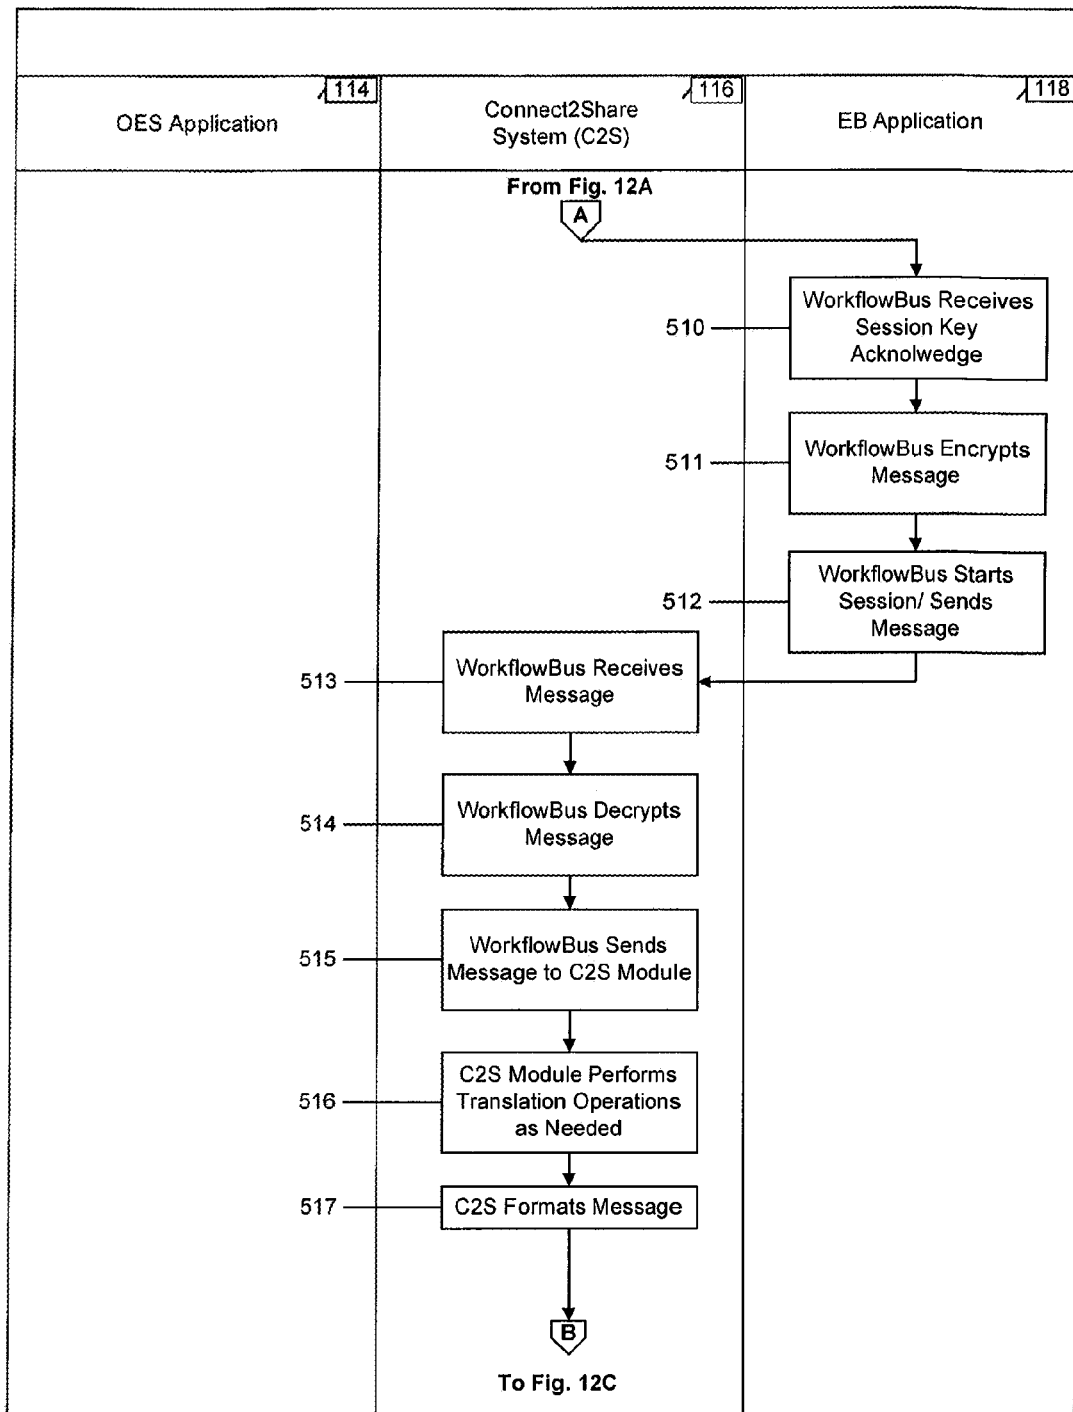 114
OES Application
116
Connect2Share
System (C2S)
118
EB Application
From Fig. 12A
A
510
WorkflowBus Receives
Session Key
Acknolwedge
511
WorkflowBus Encrypts
Message
512
WorkflowBus Starts
Session/ Sends
Message
513
WorkflowBus Receives
Message
514
WorkflowBus Decrypts
Message
515
WorkflowBus Sends
Message to C2S Module
516
C2S Module Performs
Translation Operations
as Needed
517
C2S Formats Message
B
To Fig. 12C